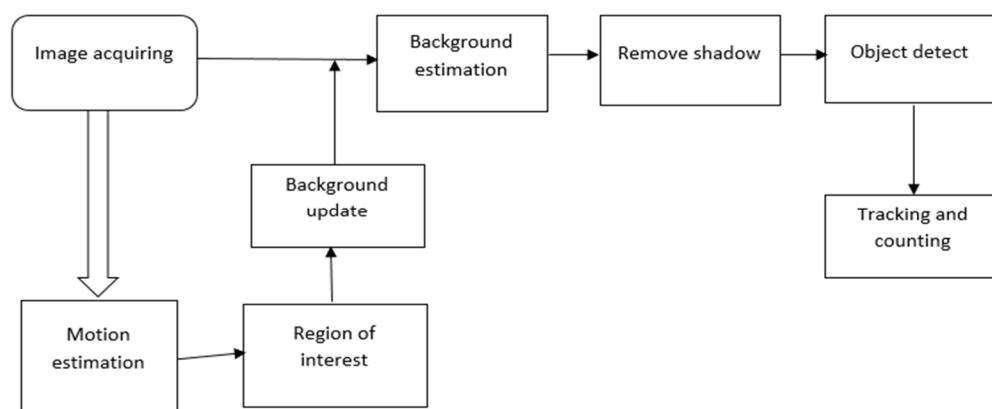 Image acquiring
Background
estimation
Remove shadow
Object detect
Background
update
Tracking and
counting
Motion
estimation
Region of
interest